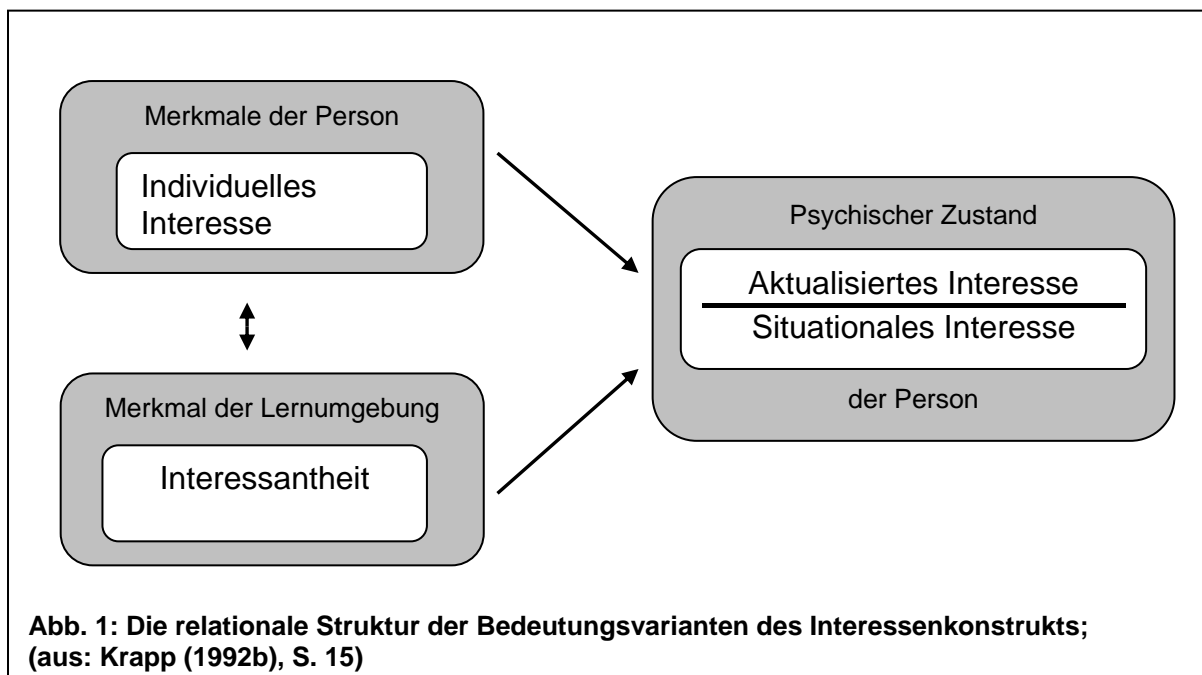 Merkmale der Person
Individuelles
Interesse
Merkmal der Lernumgebung
Interessantheit
Psychischer Zustand
Aktualisiertes Interesse
Situationales Interesse
der Person
Abb. 1: Die relationale Struktur der Bedeutungsvarianten des Interessenkonstrukts;
(aus: Krapp (1992b), S. 15)